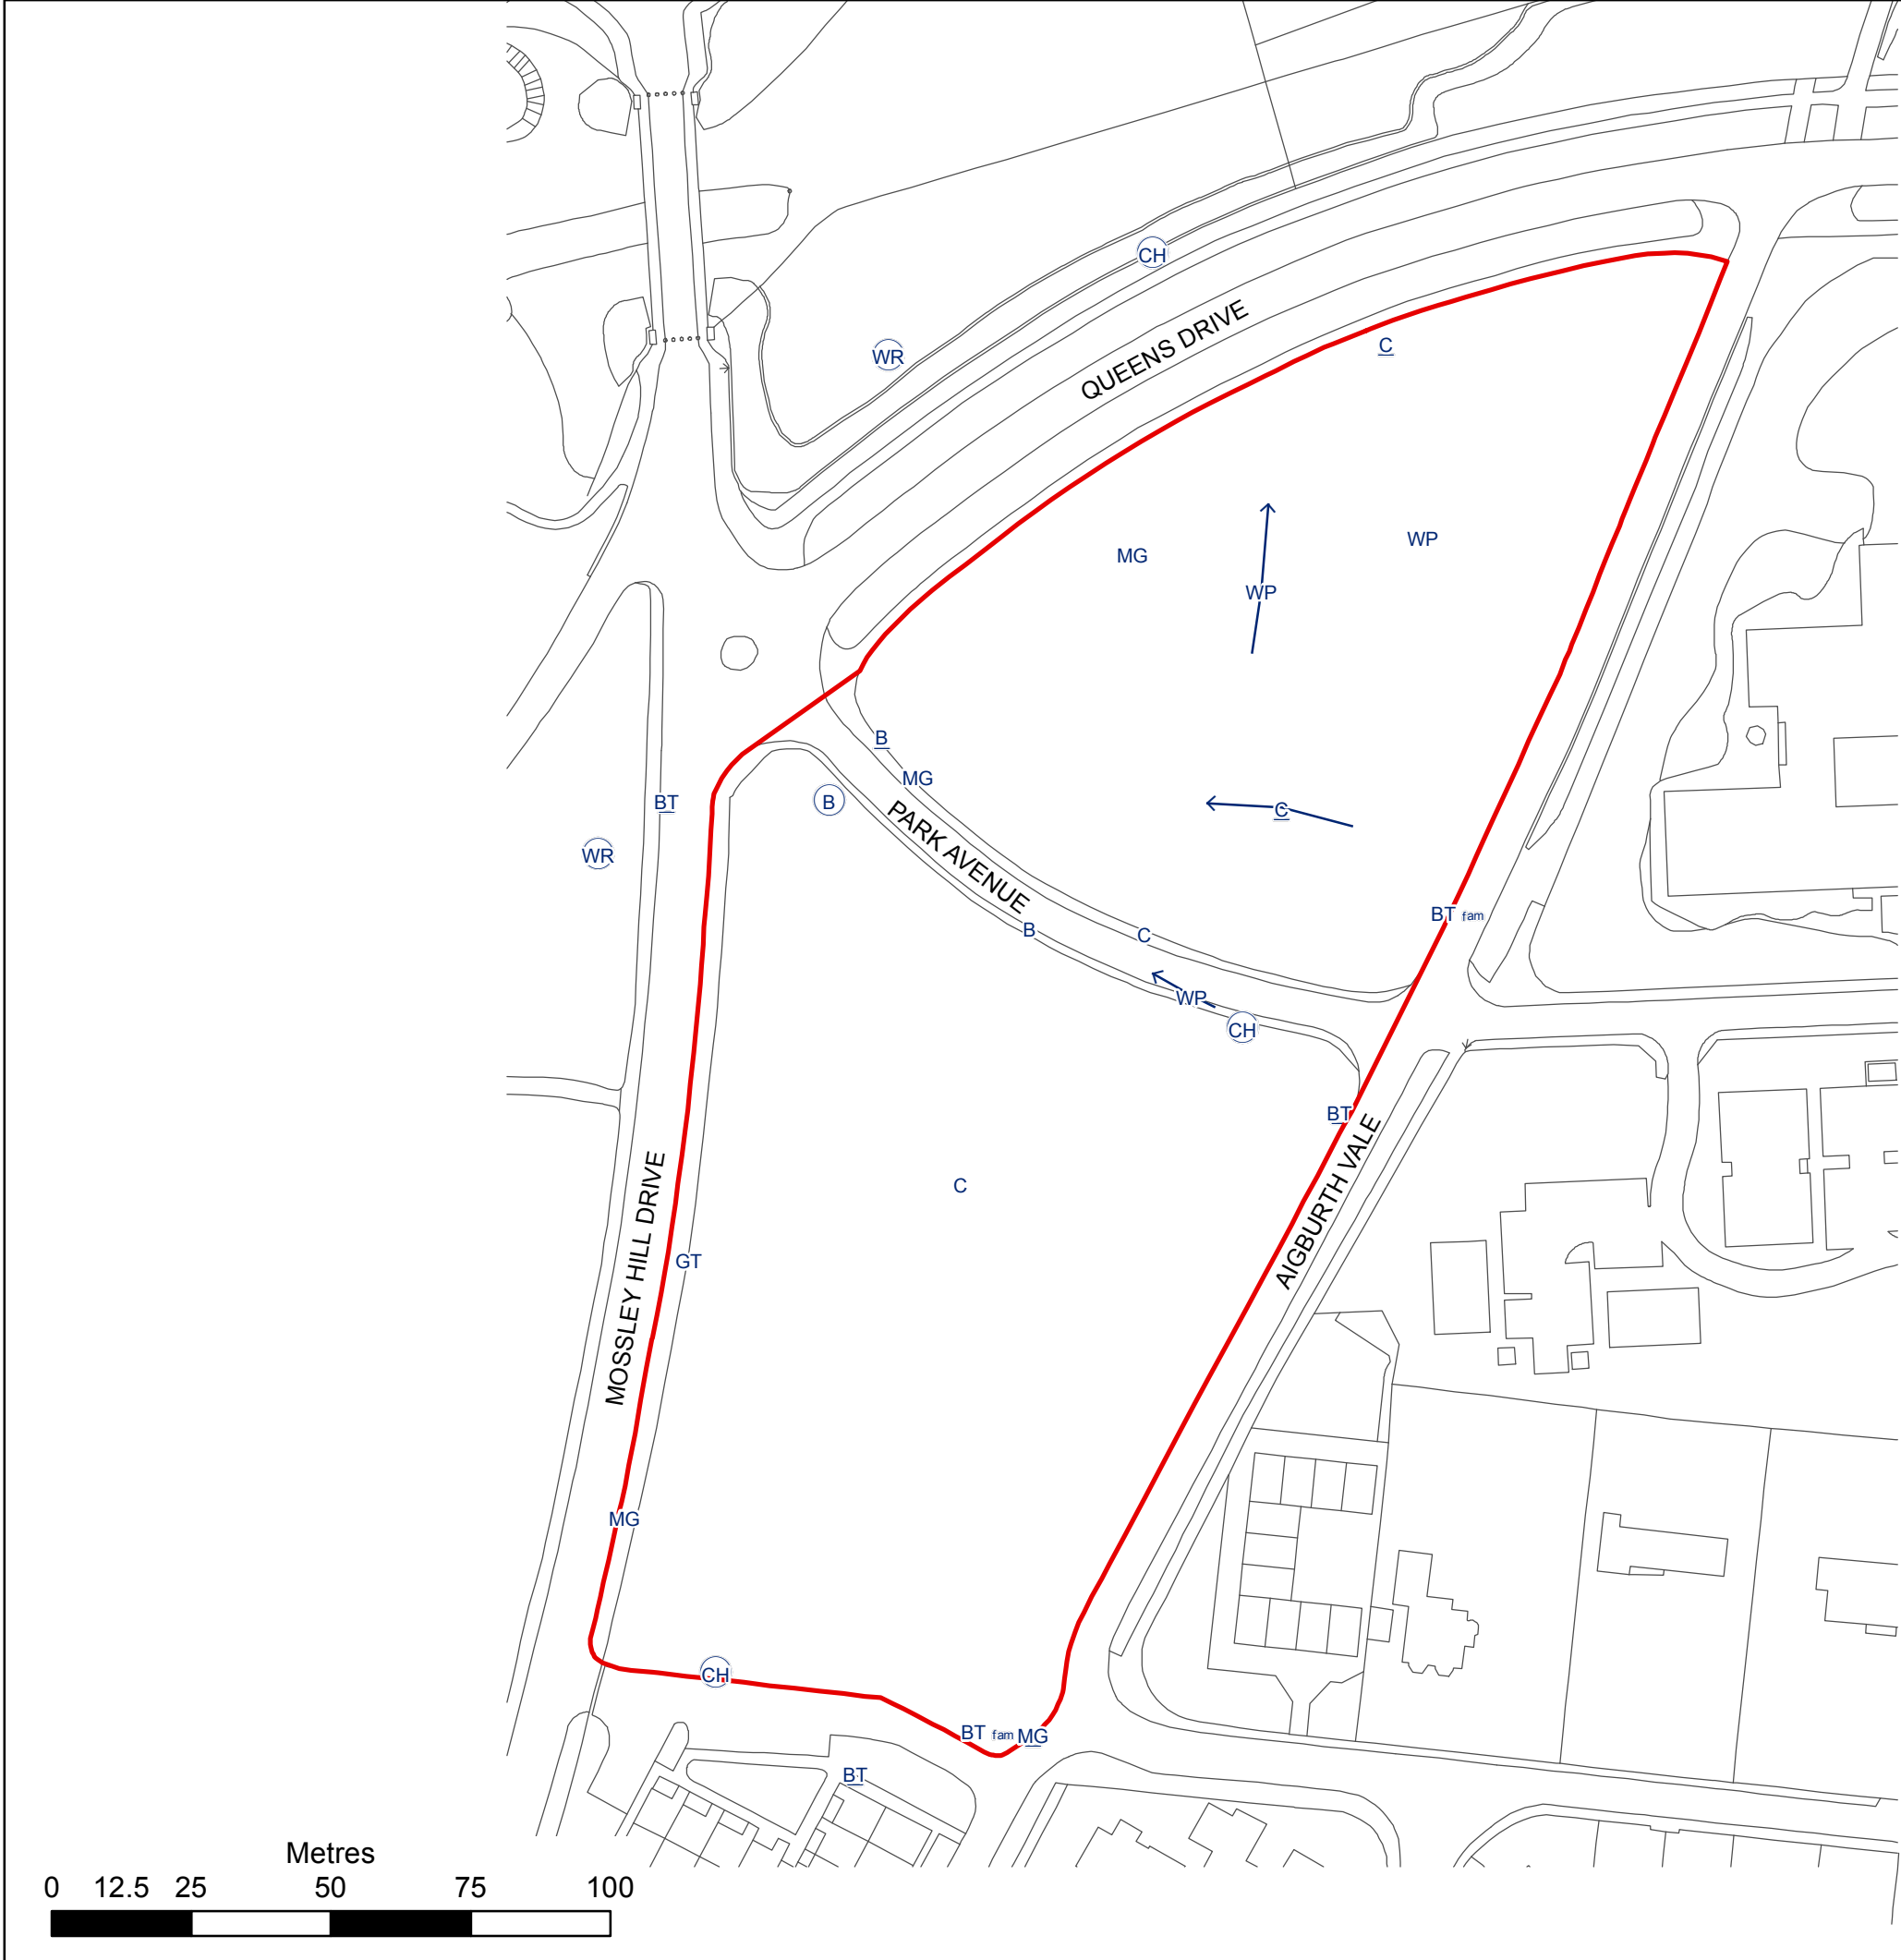 CH
QUEENS DRIVE
C
WR
WP
MG
WP
B
MG
BT
B
C
WR
PARK AVENUE
BT fam
B
C
WP
CH
BT
AIGBURTH VALE
C
MOSSLEY HILL DRIVE
GT
MG
CH
BT fam MG
BT
Metres
0 12.5 25 50 75 100